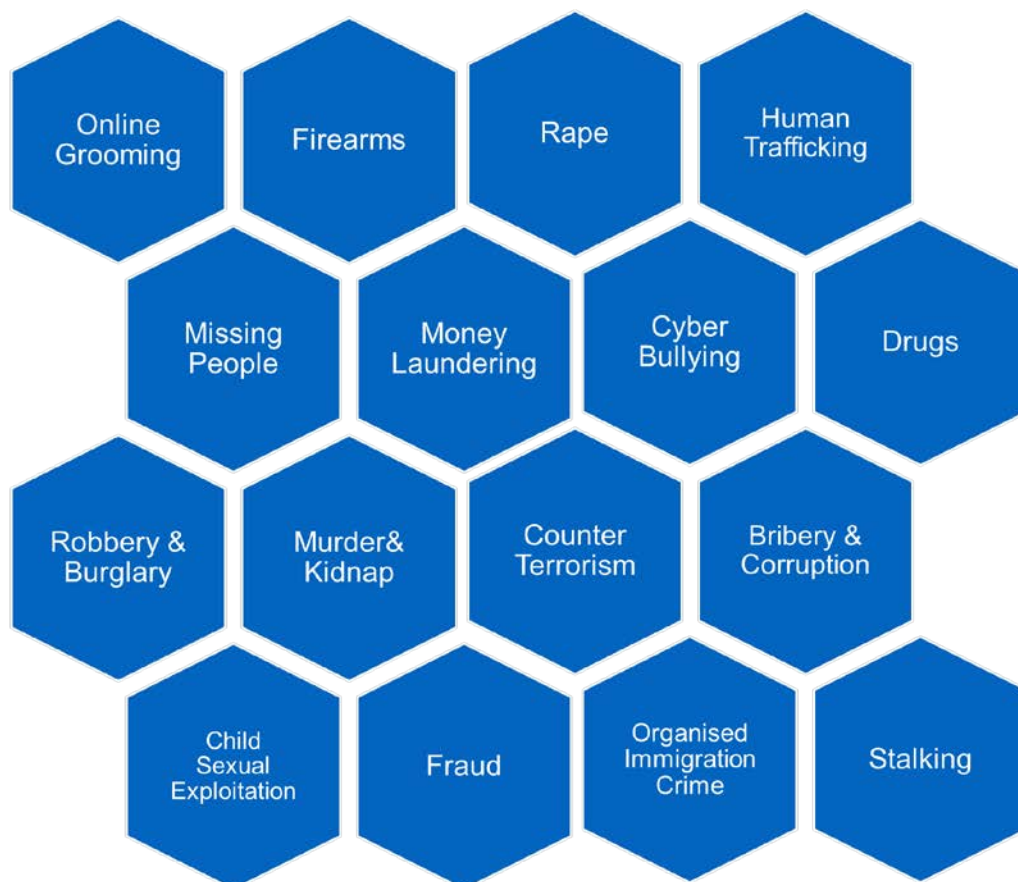 Online
Grooming
Firearms
Rape
Human
Trafficking
Missing
People
Money
Laundering
Cyber
Bullying
Drugs
Robbery &
Burglary
Murder&
Kidnap
Counter
Terrorism
Bribery &
Corruption
Child
Sexual
Exploitation
Fraud
Organised
Immigration
Crime
Stalking